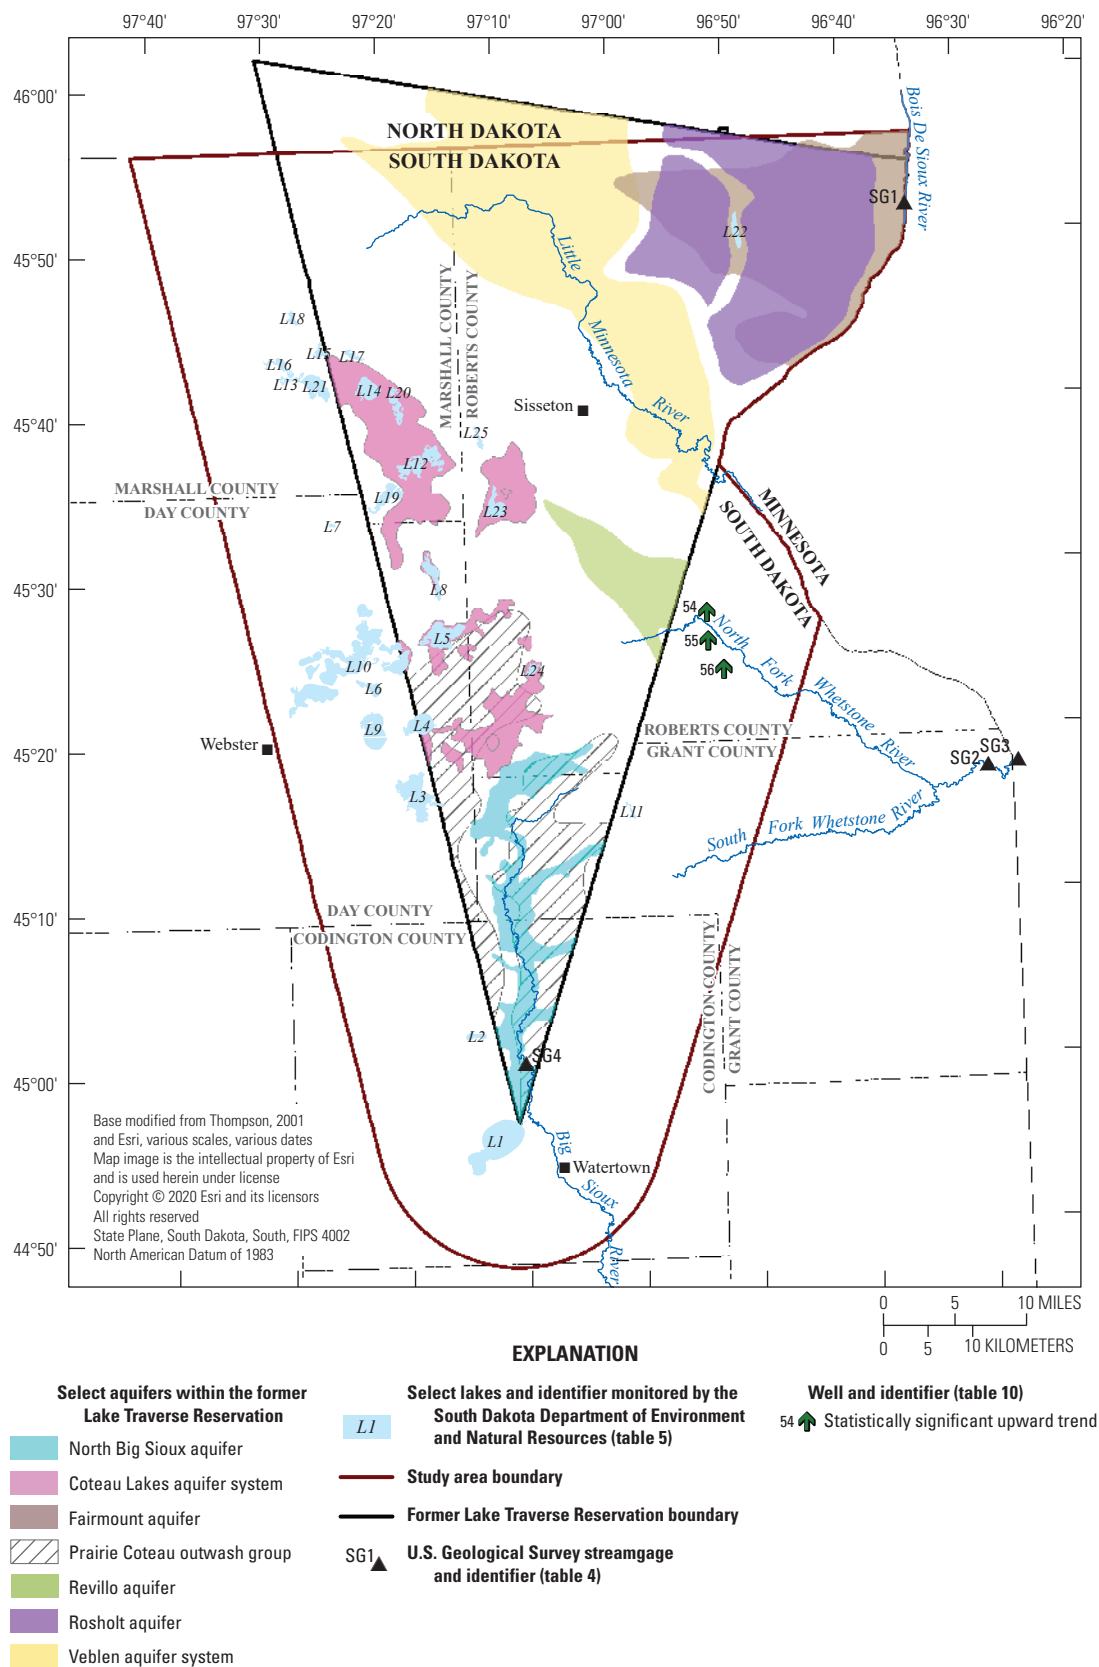 97°40'
97°30'
97°20'
97°10'
97°00'
96°50'
96°40'
96°30'
96°20'
46°00'
45°50'
45°40'
45°30'
45°20'
45°10'
45°00'
44°50'
NORTH DAKOTA
SOUTH DAKOTA
Bois De Sioux River
SG1
L22
Little
Minnesota
River
MARSHALL COUNTY
ROBERTS COUNTY
L18
L15
L17
L16
L13
L21
L14
L20
Sisseton
L25
L12
L19
L23
MARSHALL COUNTY
DAY COUNTY
L7
MINNESOTA
SOUTH DAKOTA
L8
54
55
56
North
Fork
Whetstone
River
L5
L10
L24
L6
L9
L4
Webster
ROBERTS COUNTY
GRANT COUNTY
SG2
SG3
L3
L11
South
Fork
Whetstone
River
DAY COUNTY
CODINGTON COUNTY
CODINGTON COUNTY
GRANT COUNTY
L2
SG4
L1
Big
Sioux
River
Watertown
Base modified from Thompson, 2001
and Esri, various scales, various dates
Map image is the intellectual property of Esri
and is used herein under license
Copyright © 2020 Esri and its licensors
All rights reserved
State Plane, South Dakota, South, FIPS 4002
North American Datum of 1983
0 5 10 MILES
0 5 10 KILOMETERS
EXPLANATION
Select aquifers within the former
Lake Traverse Reservation
North Big Sioux aquifer
Coteau Lakes aquifer system
Fairmount aquifer
Prairie Coteau outwash group
Revillo aquifer
Rosholt aquifer
Veblen aquifer system
L1
Select lakes and identifier monitored by the
South Dakota Department of Environment
and Natural Resources (table 5)
Study area boundary
Former Lake Traverse Reservation boundary
SG1
U.S. Geological Survey streamgage
and identifier (table 4)
Well and identifier (table 10)
54 Statistically significant upward trend